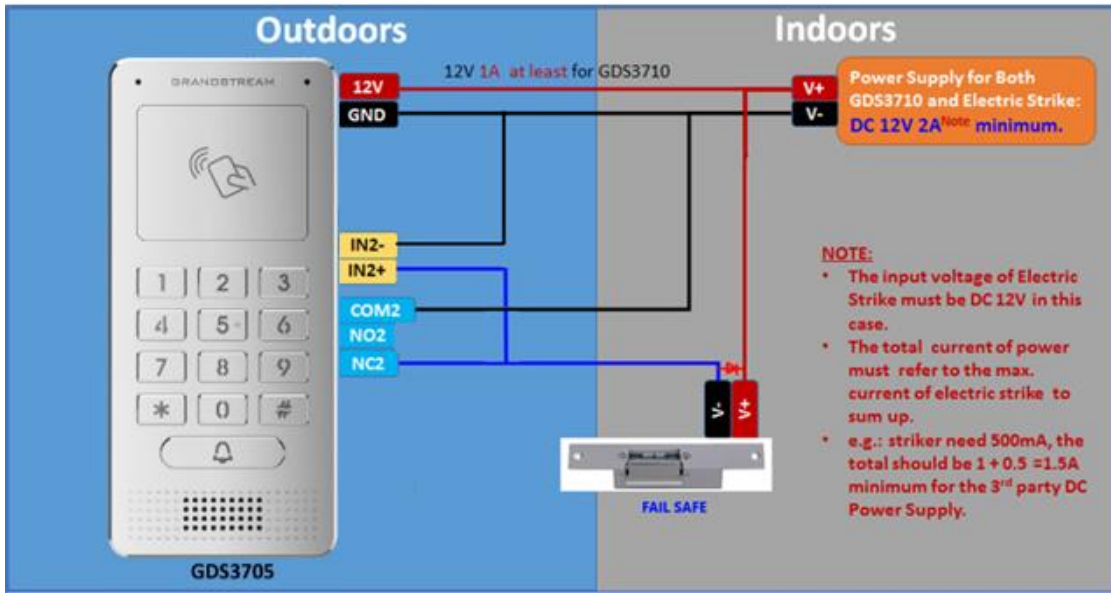 Outdoors
Indoors
GRANDSTREAM
12V
GND
12V 1A at least for GDS3710
V+
V-
Power Supply for Both
GDS3710 and Electric Strike:
DC 12V 2ANote minimum.
IN2-
IN2+
COM2
NO2
NC2
1 2 3
4 5 6
7 8 9
* 0 #
GDS3705
V- V+
FAIL SAFE
NOTE:
• The input voltage of Electric
Strike must be DC 12V in this
case.
• The total current of power
must refer to the max.
current of electric strike to
sum up.
• e.g.: striker need 500mA, the
total should be 1 + 0.5 =1.5A
minimum for the 3rd party DC
Power Supply.